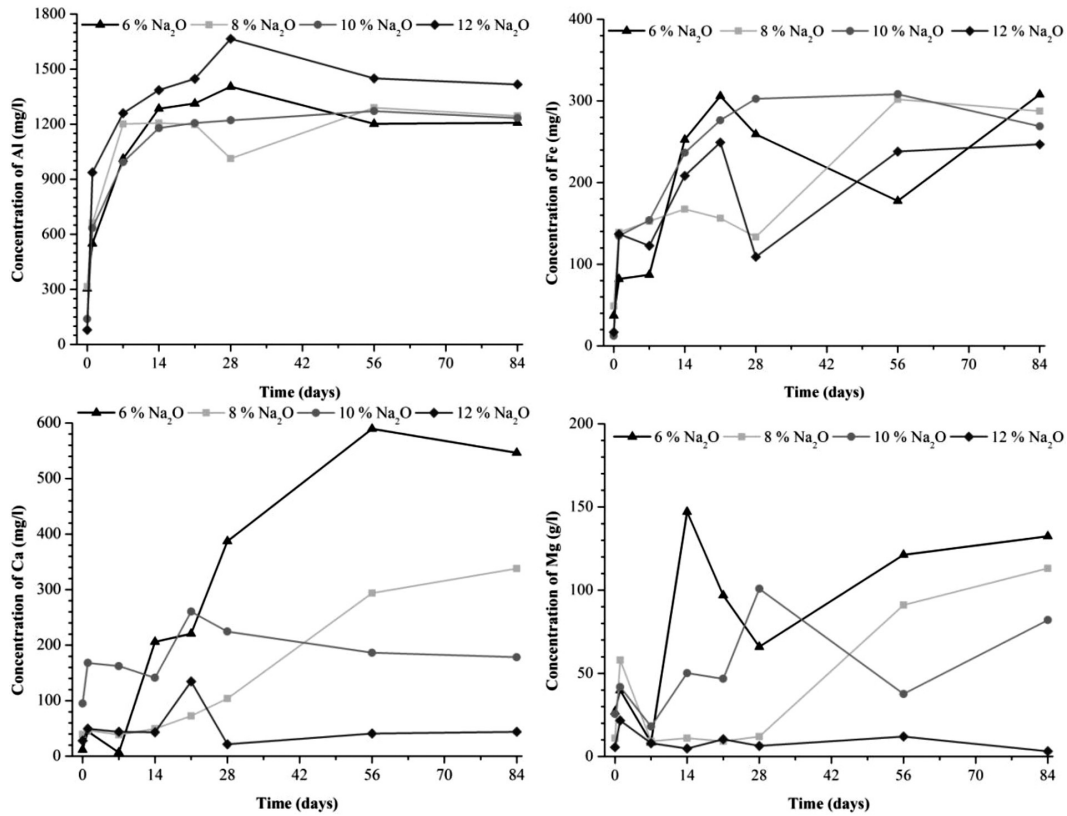 6 % Na₂O 8 % Na₂O 10 % Na₂O 12 % Na₂O
Concentration of Al (mg/l)
1800
1500
1200
900
600
300
0
0 14 28 42 56 70 84
Time (days)
6 % Na₂O 8 % Na₂O 10 % Na₂O 12 % Na₂O
Concentration of Fe (mg/l)
400
300
200
100
0
0 14 28 42 56 70 84
Time (days)
6 % Na₂O 8 % Na₂O 10 % Na₂O 12 % Na₂O
Concentration of Ca (mg/l)
600
500
400
300
200
100
0
0 14 28 42 56 70 84
Time (days)
6 % Na₂O 8 % Na₂O 10 % Na₂O 12 % Na₂O
Concentration of Mg (g/l)
200
150
100
50
0
0 14 28 42 56 70 84
Time (days)